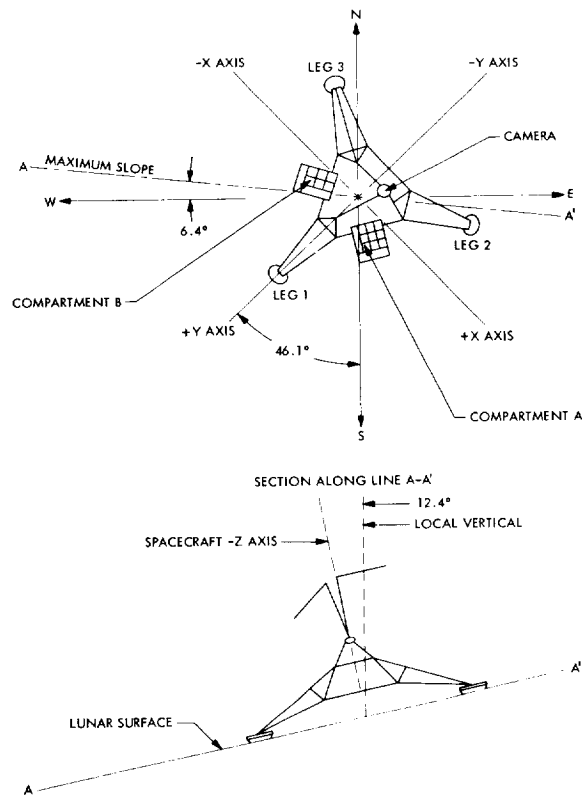 N
-X AXIS
-Y AXIS
LEG 3
CAMERA
A
MAXIMUM SLOPE
W
E
6.4°
A'
LEG 2
COMPARTMENT B
LEG 1
+Y AXIS
+X AXIS
46.1°
COMPARTMENT A
S
SECTION ALONG LINE A-A'
12.4°
LOCAL VERTICAL
SPACECRAFT -Z AXIS
A'
LUNAR SURFACE
A